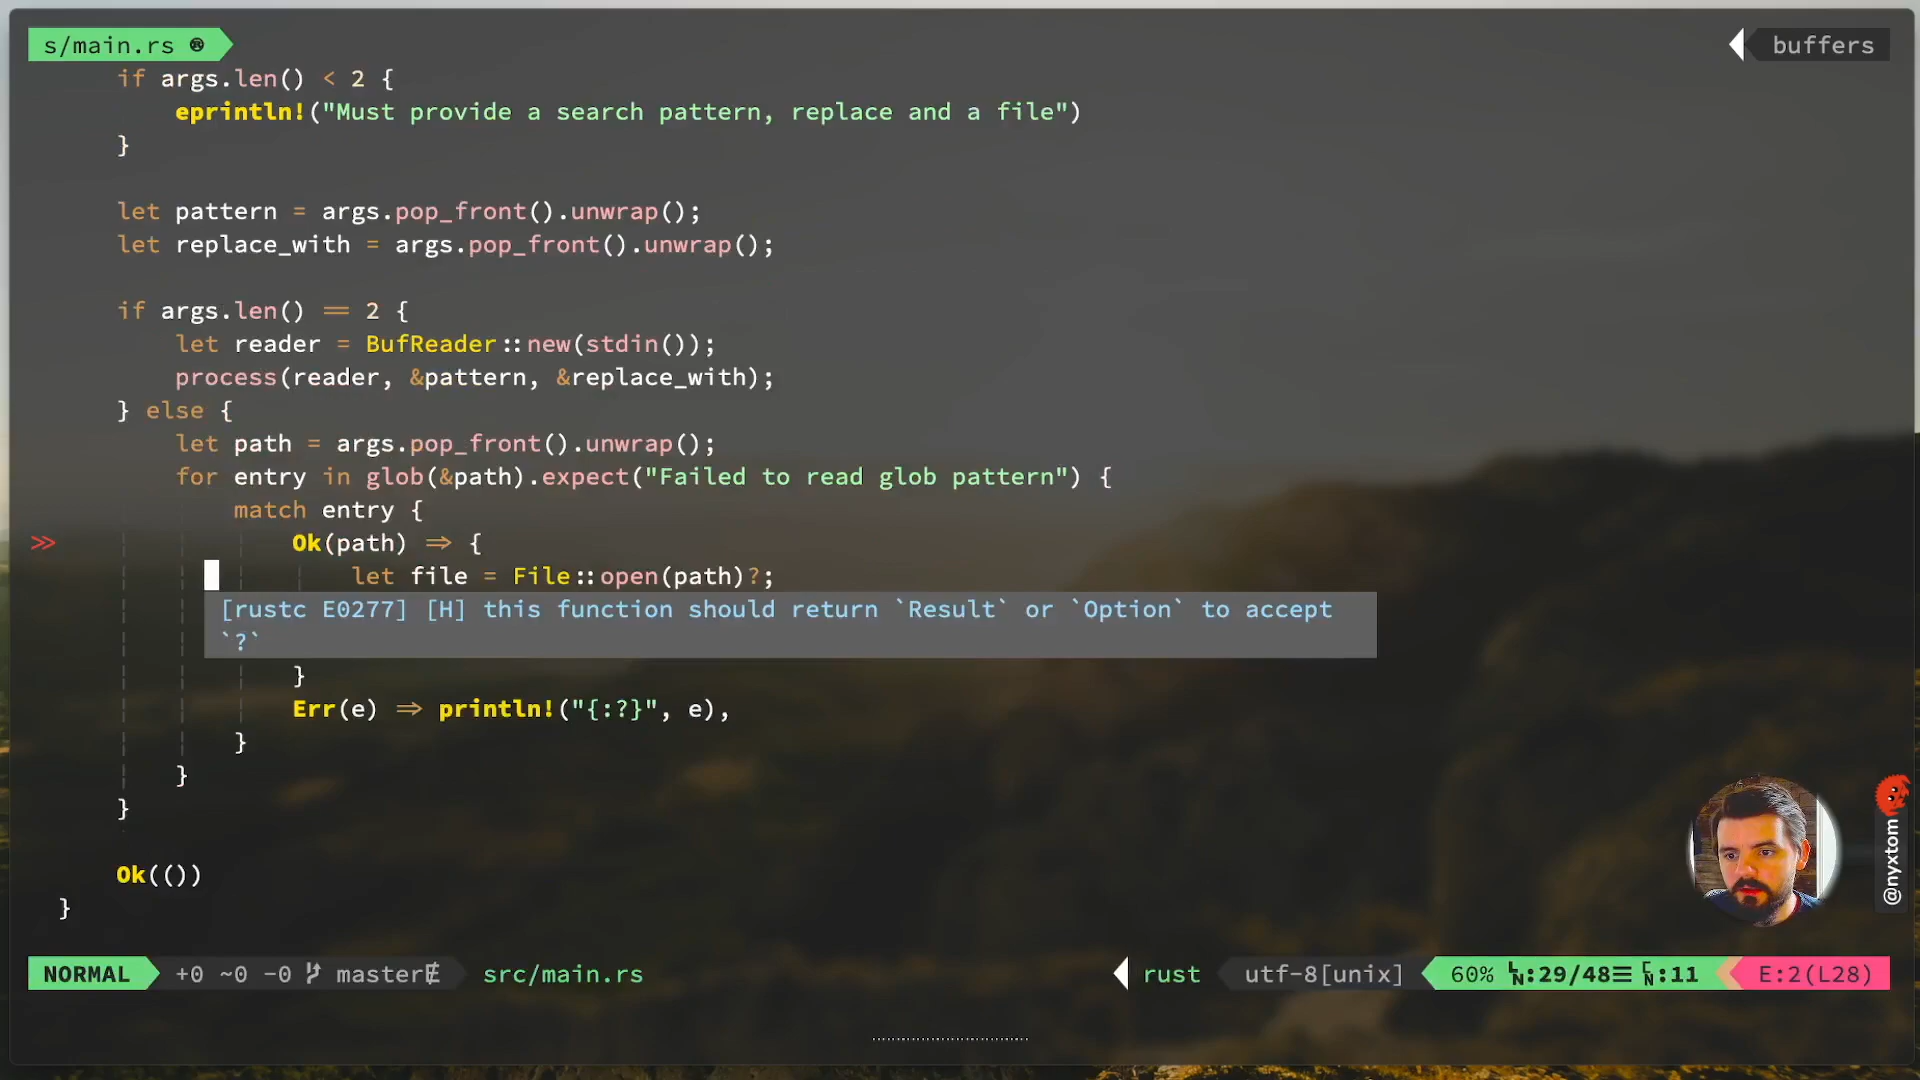 s/main.rs
buffers
if args.len() < 2 {
eprintln!("Must provide a search pattern, replace and a file")
}
let pattern = args.pop_front().unwrap();
let replace_with = args.pop_front().unwrap();
if args.len() == 2 {
let reader = BufReader::new(stdin());
process(reader, &pattern, &replace_with);
} else {
let path = args.pop_front().unwrap();
for entry in glob(&path).expect("Failed to read glob pattern") {
match entry {
>> Ok(path) => {
let file = File::open(path)?;
[rustc E0277] [H] this function should return `Result` or `Option` to accept
`?`
}
Err(e) => println!("{:?}", e),
}
}
}
Ok(())
}
@nyxtom
NORMAL +0 ~0 -0 master src/main.rs rust utf-8[unix] 60% LN:29/48 CN:11 E:2(L28)